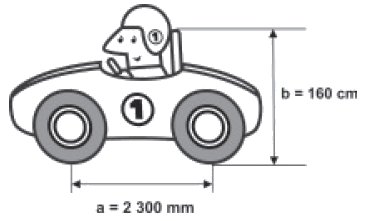 1
1
b = 160 cm
a = 2 300 mm